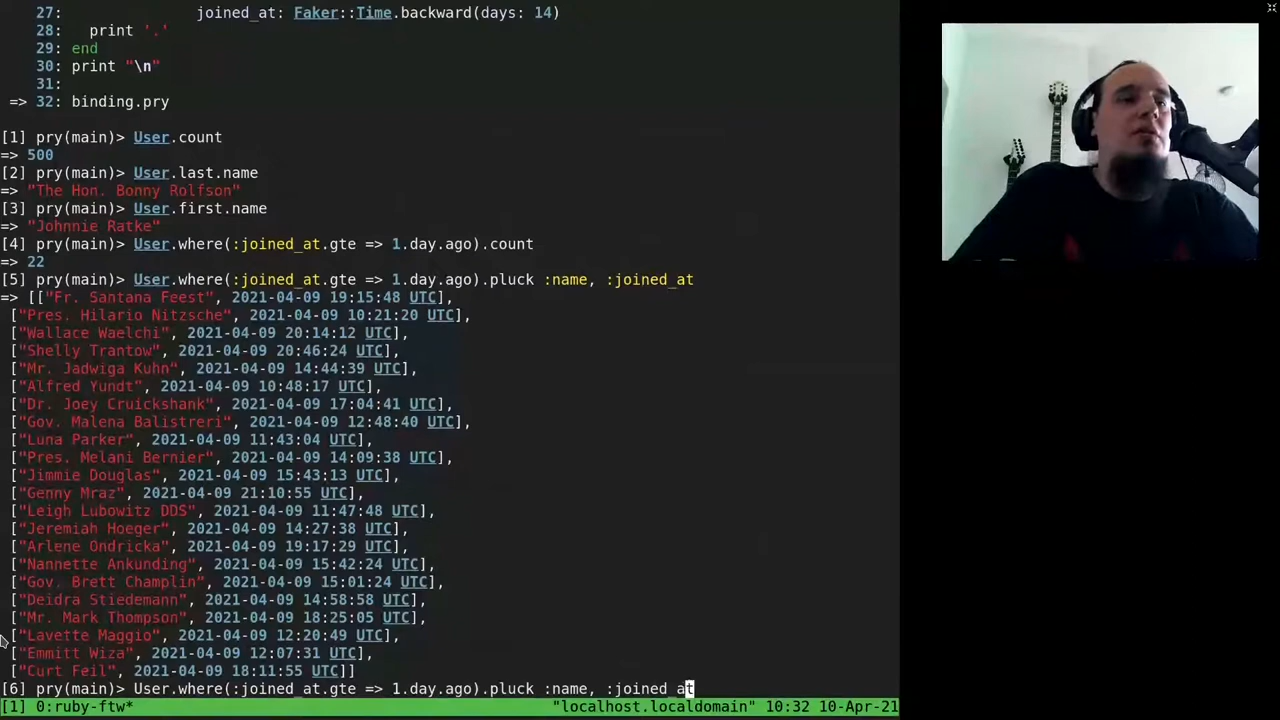 27:                joined_at: Faker::Time.backward(days: 14)
28:   print '.'
29: end
30: print "\n"
31:
=> 32: binding.pry
[1] pry(main)> User.count
=> 500
[2] pry(main)> User.last.name
=> "The Hon. Bonny Rolfson"
[3] pry(main)> User.first.name
=> "Johnnie Ratke"
[4] pry(main)> User.where(:joined_at.gte => 1.day.ago).count
=> 22
[5] pry(main)> User.where(:joined_at.gte => 1.day.ago).pluck :name, :joined_at
=> [["Fr. Santana Feest", 2021-04-09 19:15:48 UTC],
["Pres. Hilario Nitzsche", 2021-04-09 10:21:20 UTC],
["Wallace Waelchi", 2021-04-09 20:14:12 UTC],
["Shelly Trantow", 2021-04-09 20:46:24 UTC],
["Mr. Jadwiga Kuhn", 2021-04-09 14:44:39 UTC],
["Alfred Yundt", 2021-04-09 10:48:17 UTC],
["Dr. Joey Cruickshank", 2021-04-09 17:04:41 UTC],
["Gov. Malena Balistreri", 2021-04-09 12:48:40 UTC],
["Luna Parker", 2021-04-09 11:43:04 UTC],
["Pres. Melani Bernier", 2021-04-09 14:09:38 UTC],
["Jimmie Douglas", 2021-04-09 15:43:13 UTC],
["Genny Mraz", 2021-04-09 21:10:55 UTC],
["Leigh Lubowitz DDS", 2021-04-09 11:47:48 UTC],
["Jeremiah Hoeger", 2021-04-09 14:27:38 UTC],
["Arlene Ondricka", 2021-04-09 19:17:29 UTC],
["Nannette Ankunding", 2021-04-09 15:42:24 UTC],
["Gov. Brett Champlin", 2021-04-09 15:01:24 UTC],
["Deidra Stiedemann", 2021-04-09 14:58:58 UTC],
["Mr. Mark Thompson", 2021-04-09 18:25:05 UTC],
["Lavette Maggio", 2021-04-09 12:20:49 UTC],
["Emmitt Wiza", 2021-04-09 12:07:31 UTC],
["Curt Feil", 2021-04-09 18:11:55 UTC]]
[6] pry(main)> User.where(:joined_at.gte => 1.day.ago).pluck :name, :joined_at
[1] 0:ruby-ftw* "localhost.localdomain" 10:32 10-Apr-21